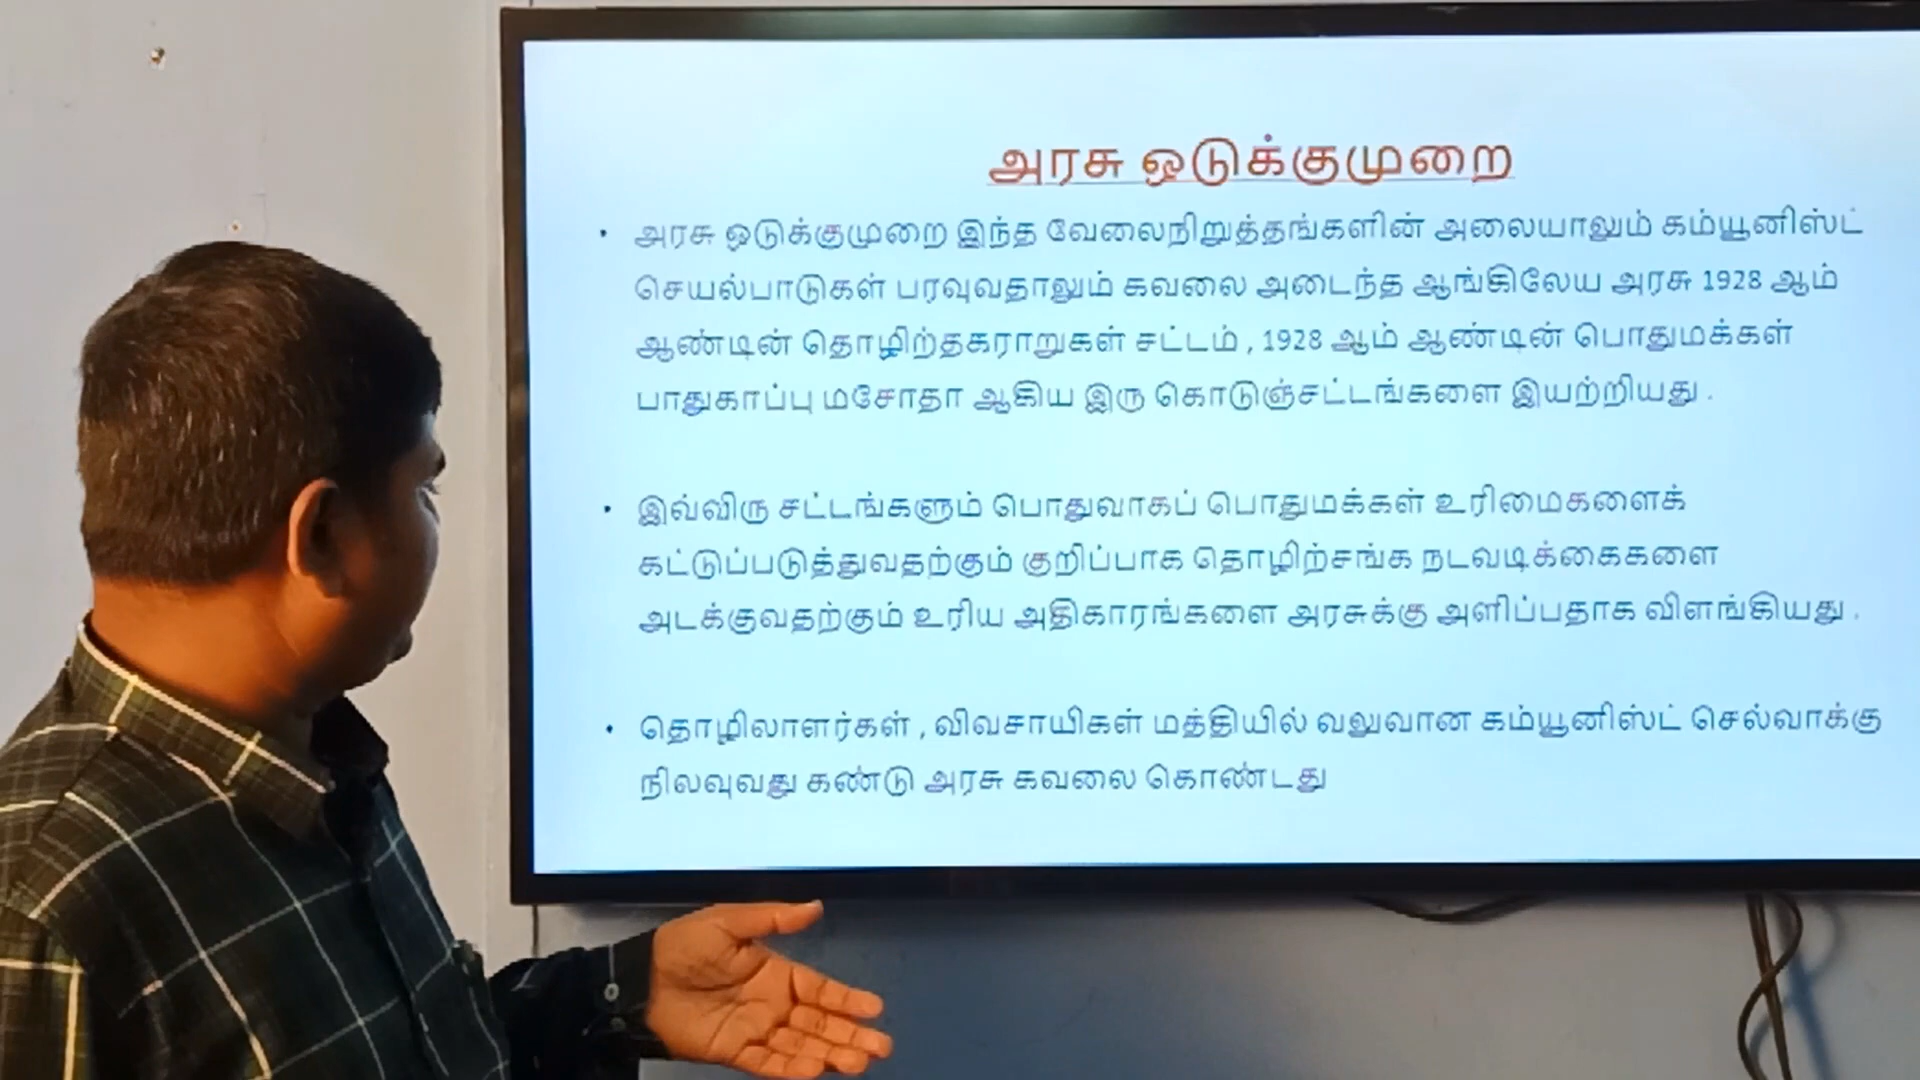 அரசு ஒடுக்குமுறை
• அரசு ஒடுக்குமுறை இந்த வேலைநிறுத்தங்களின் அலையாலும் கம்யூனிஸ்ட்
செயல்பாடுகள் பரவுவதாலும் கவலை அடைந்த ஆங்கிலேய அரசு 1928 ஆம்
ஆண்டின் தொழிற்தகராறுகள் சட்டம் , 1928 ஆம் ஆண்டின் பொதுமக்கள்
பாதுகாப்பு மசோதா ஆகிய இரு கொடுஞ்சட்டங்களை இயற்றியது .
• இவ்விரு சட்டங்களும் பொதுவாகப் பொதுமக்கள் உரிமைகளைக்
கட்டுப்படுத்துவதற்கும் குறிப்பாக தொழிற்சங்க நடவடிக்கைகளை
அடக்குவதற்கும் உரிய அதிகாரங்களை அரசுக்கு அளிப்பதாக விளங்கியது .
• தொழிலாளர்கள் , விவசாயிகள் மத்தியில் வலுவான கம்யூனிஸ்ட் செல்வாக்கு
நிலவுவது கண்டு அரசு கவலை கொண்டது